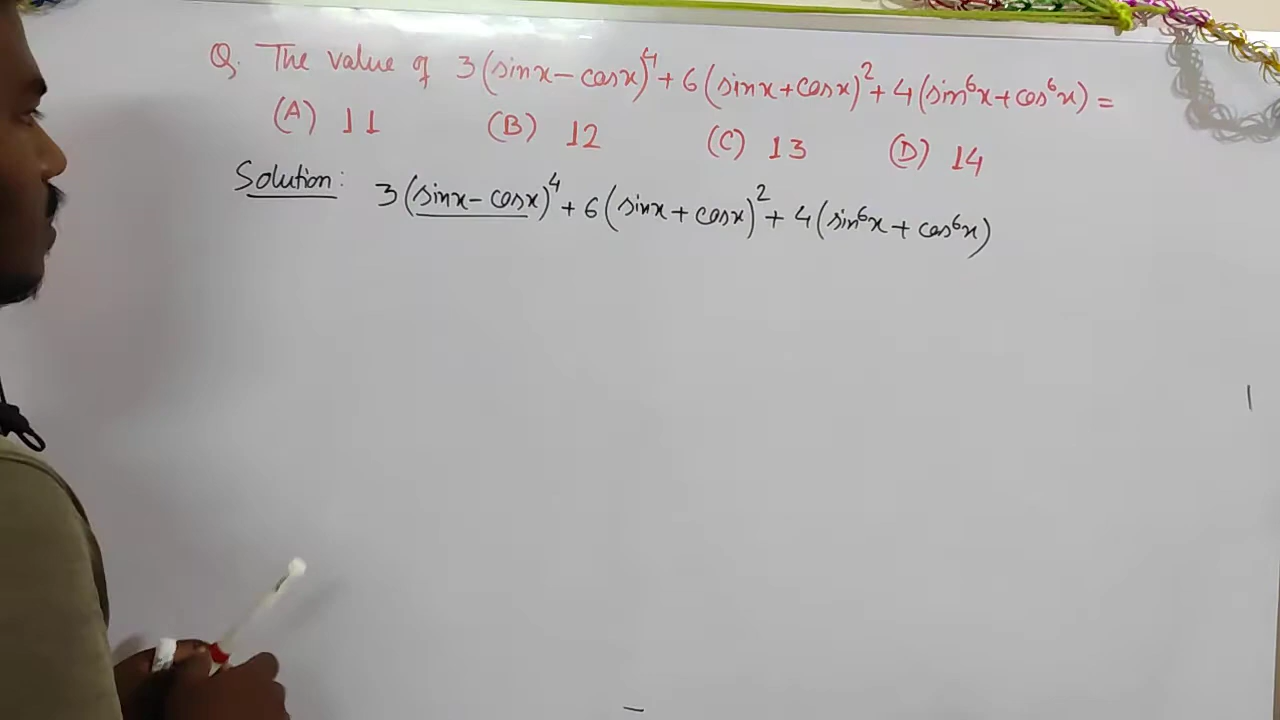 Q. The value of 3(sinx-cosx)⁴+6(sinx+cosx)²+4(sin⁶x+cos⁶x)=
(A) 11 (B) 12 (C) 13 (D) 14
Solution: 3(sinx-cosx)⁴+6(sinx+cosx)²+4(sin⁶x+cos⁶x)